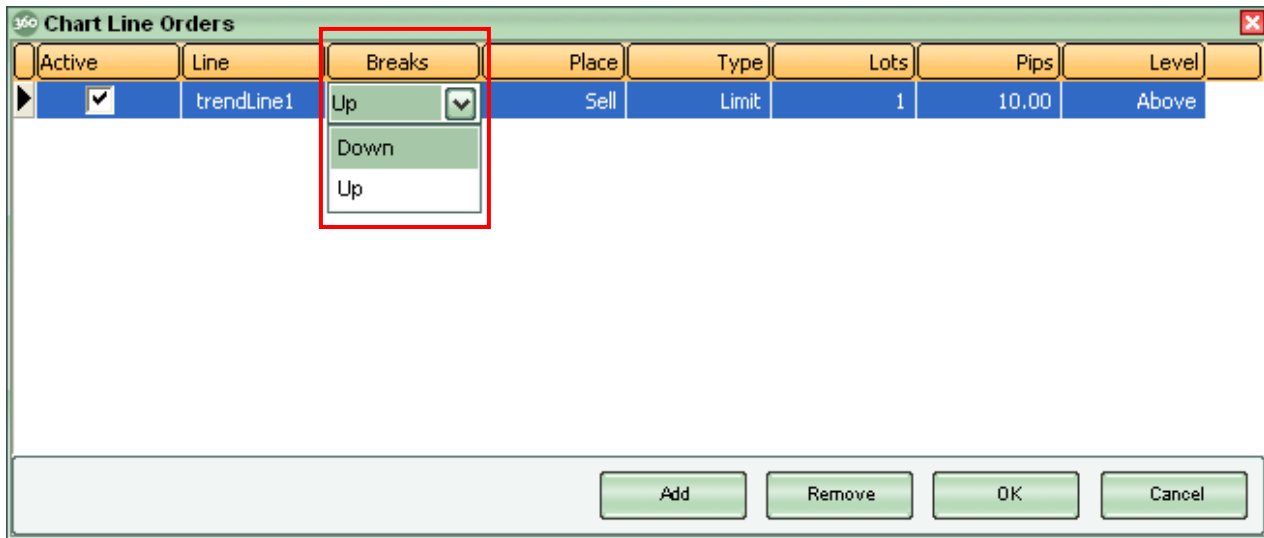 360 Chart Line Orders
Active Line Breaks Place Type Lots Pips Level
trendLine1 Up Sell Limit 1 10.00 Above
Down
Up
Add Remove OK Cancel